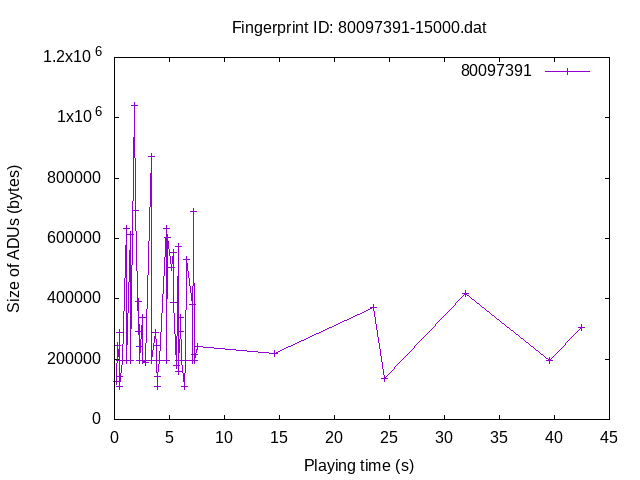 Fingerprint ID: 80097391-15000.dat
80097391
1.2x10^6
1x10^6
800000
600000
400000
200000
0
Size of ADUs (bytes)
0 5 10 15 20 25 30 35 40 45
Playing time (s)